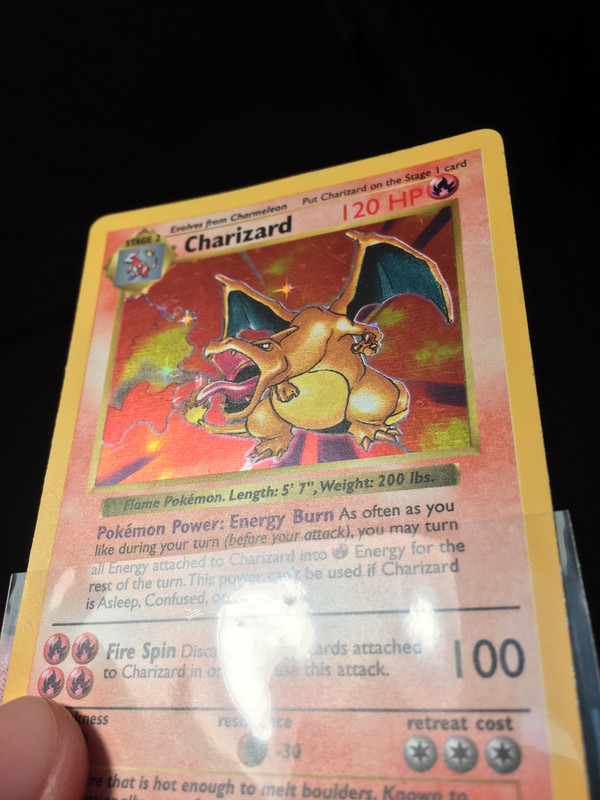 Evolves from Charmeleon Put Charizard on the Stage 1 card
STAGE 2 Charizard 120 HP
Flame Pokémon. Length: 5' 7", Weight: 200 lbs.
Pokémon Power: Energy Burn As often as you
like during your turn (before your attack), you may turn
all Energy attached to Charizard into Energy for the
rest of the turn. This power can't be used if Charizard
is Asleep, Confused,
Fire Spin attached 100
to Charizard in use this attack.
retreat cost
-30
that is hot enough to melt boulders. Known to